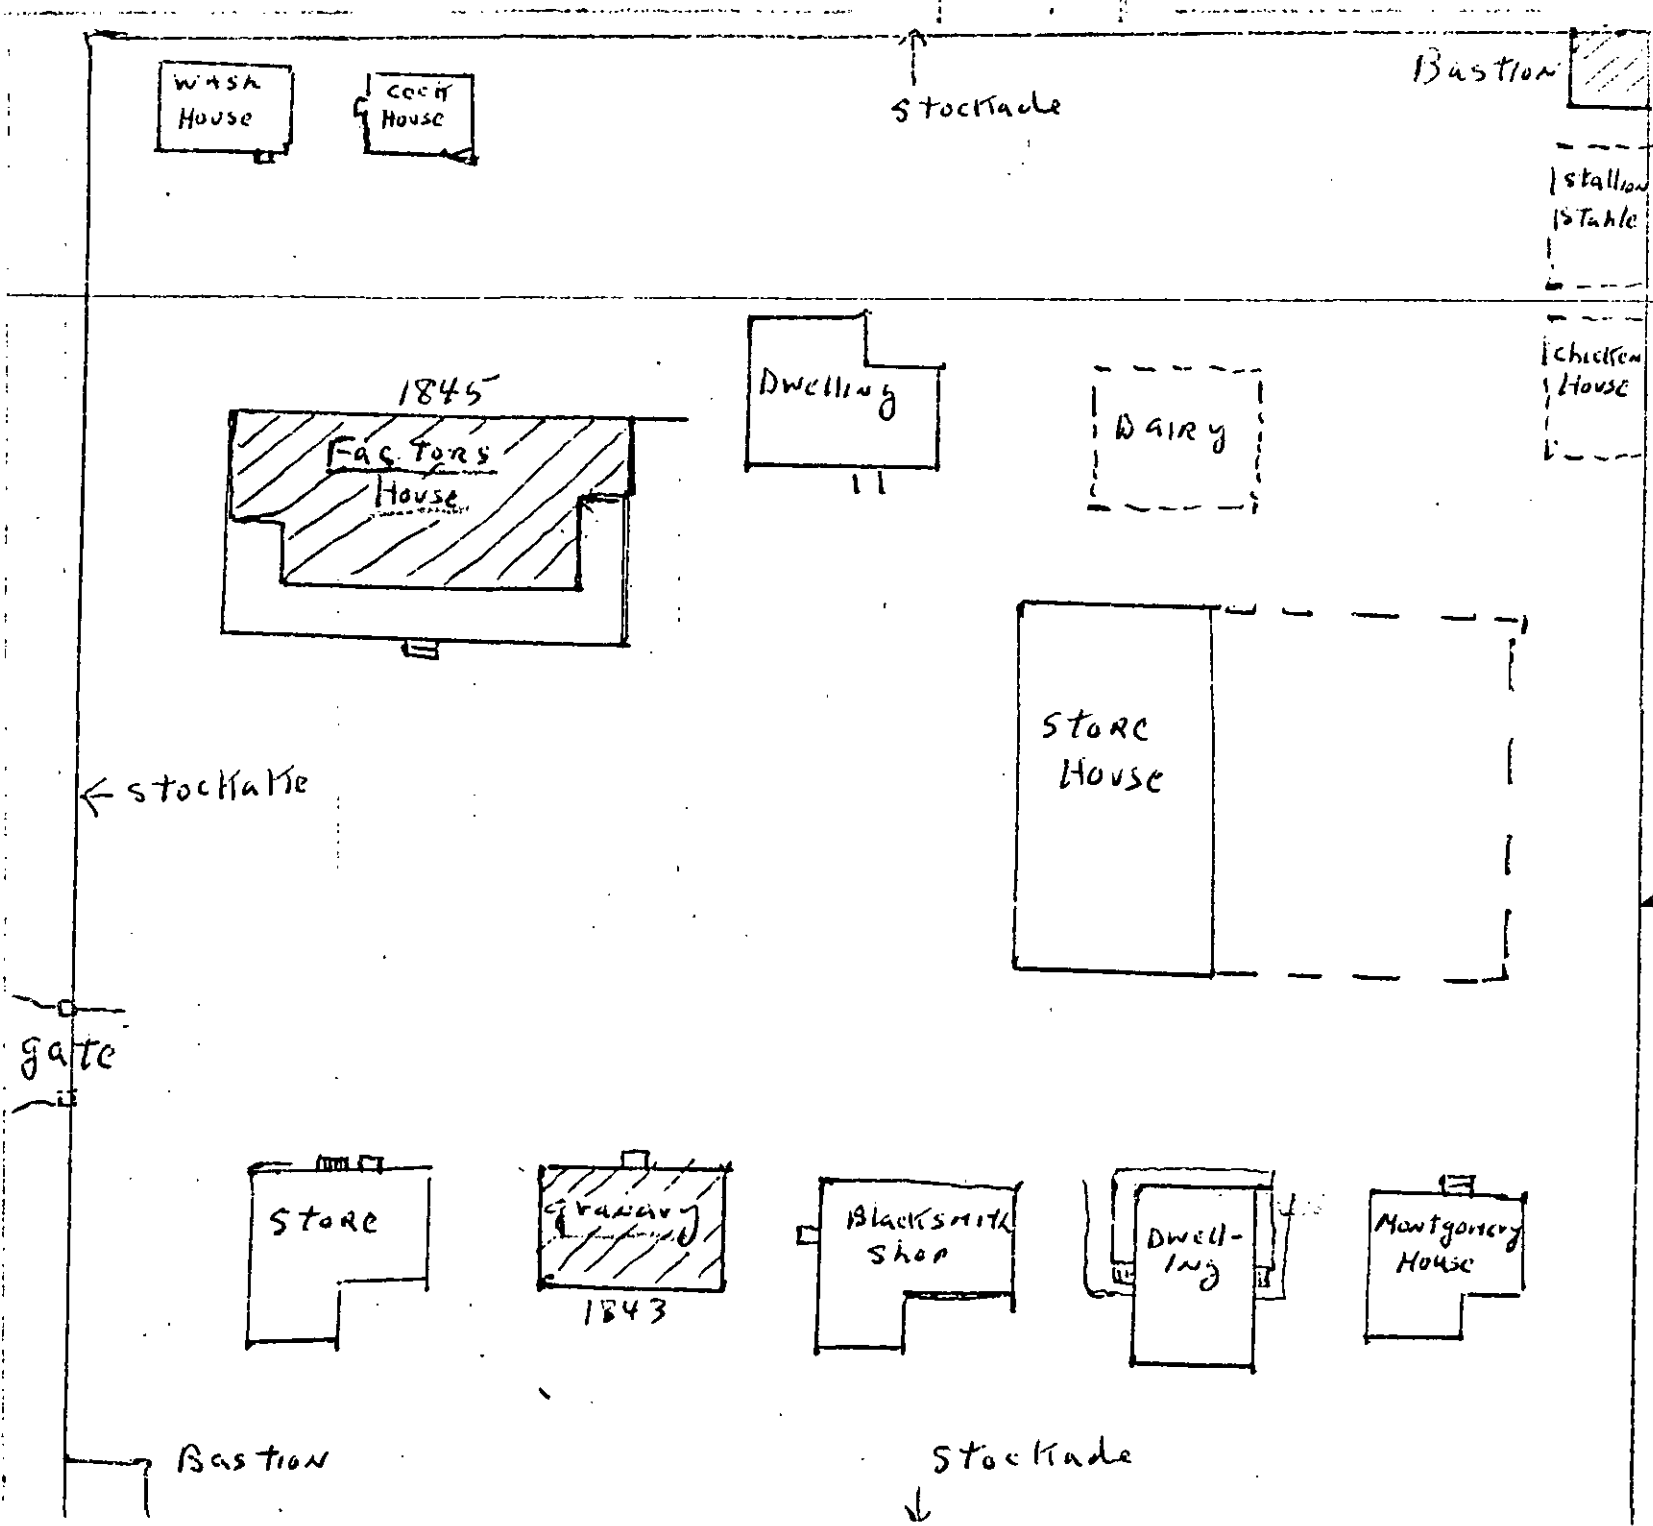 Wash
House
Cook
House
Stockade
Bastion
Stallion
Stable
1845
Factors
House
Dwelling
Dairy
Chicken
House
Store
House
← Stockake
gate
Store
Granary
1843
Blacksmith
Shop
Dwell-
ing
Montgomery
House
Bastion
Stockade